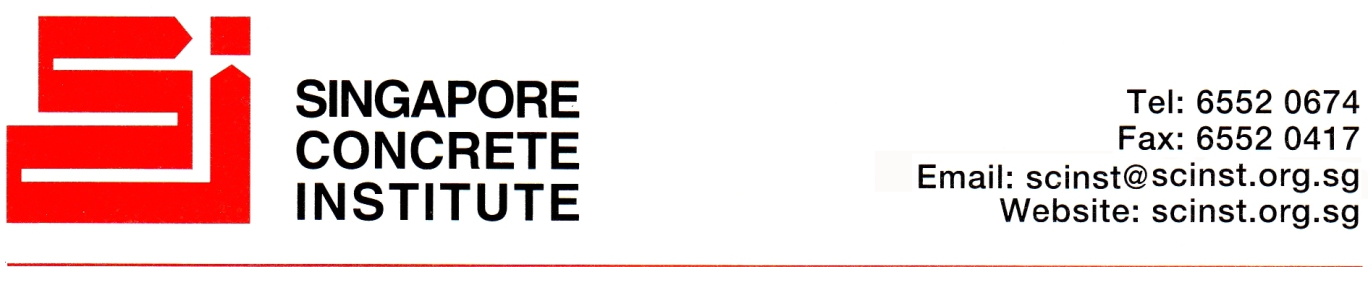 SINGAPORE
CONCRETE
INSTITUTE
Tel: 6552 0674
Fax: 6552 0417
Email: scinst@scinst.org.sg
Website: scinst.org.sg